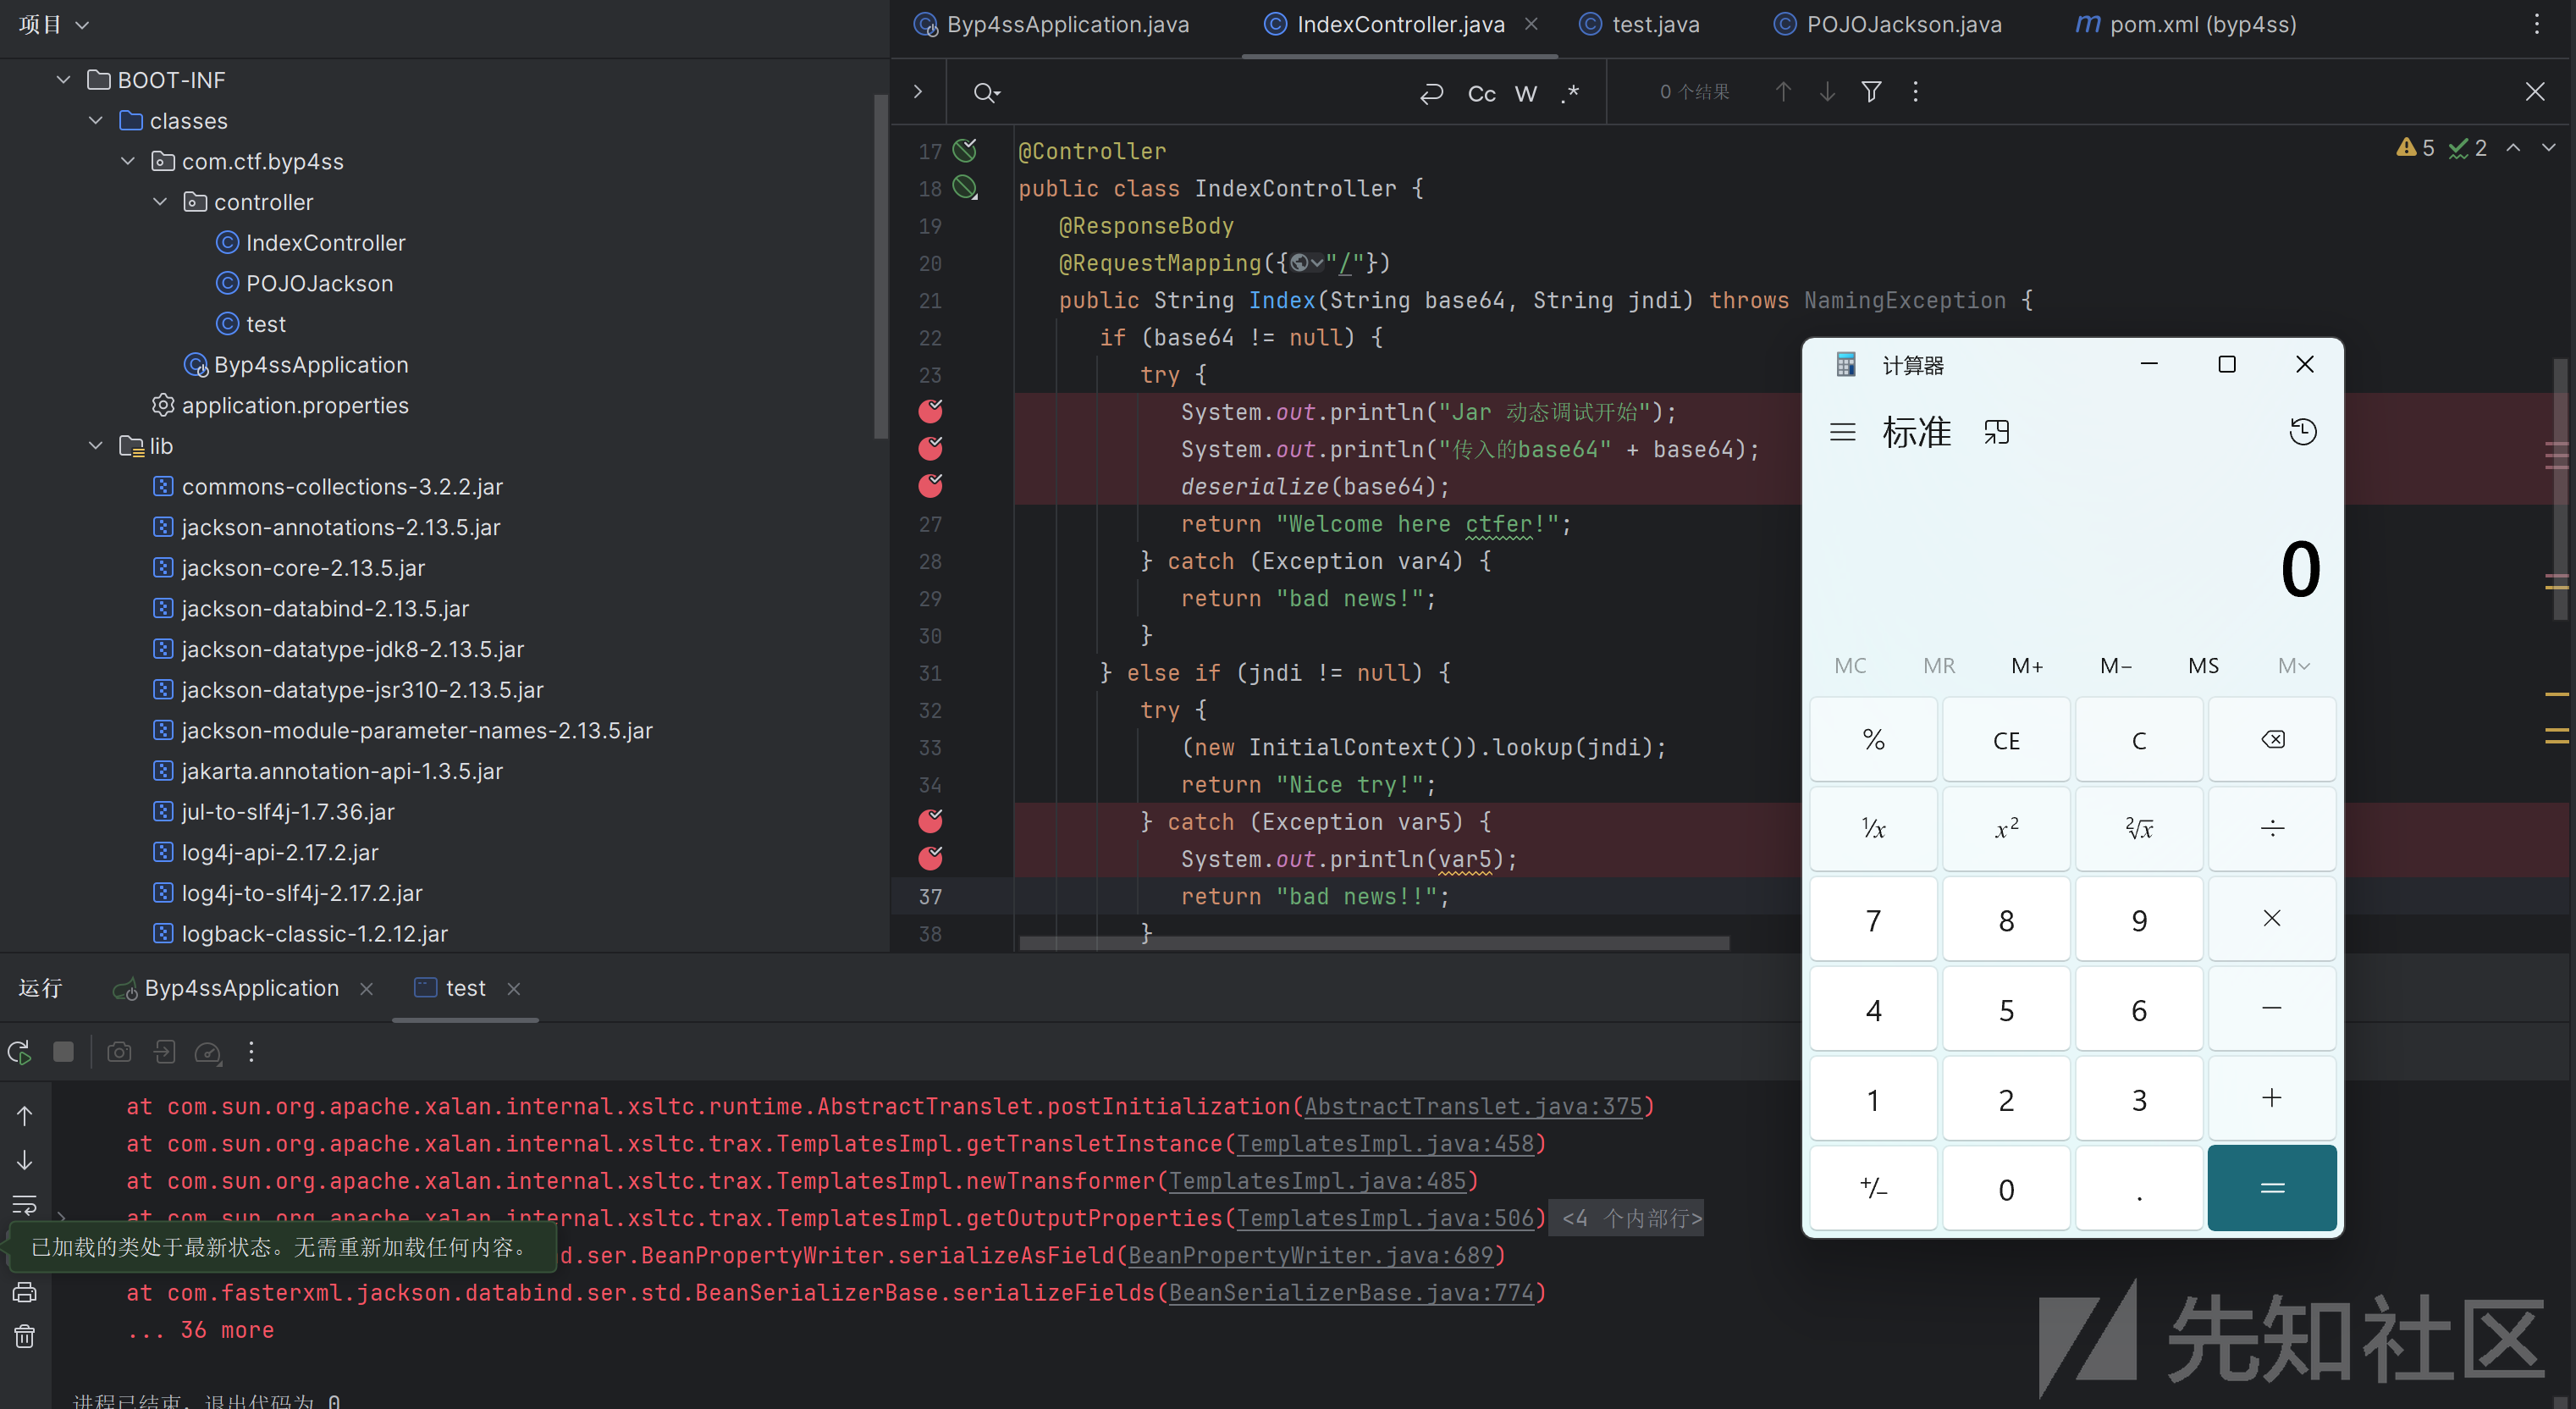 项目
BOOT-INF
classes
com.ctf.byp4ss
controller
IndexController
POJOJackson
test
Byp4ssApplication
application.properties
lib
commons-collections-3.2.2.jar
jackson-annotations-2.13.5.jar
jackson-core-2.13.5.jar
jackson-databind-2.13.5.jar
jackson-datatype-jdk8-2.13.5.jar
jackson-datatype-jsr310-2.13.5.jar
jackson-module-parameter-names-2.13.5.jar
jakarta.annotation-api-1.3.5.jar
jul-to-slf4j-1.7.36.jar
log4j-api-2.17.2.jar
log4j-to-slf4j-2.17.2.jar
logback-classic-1.2.12.jar
Byp4ssApplication.java IndexController.java test.java POJOJackson.java m pom.xml (byp4ss)
Cc W .* 0 个结果
5 2
17 @Controller
18 public class IndexController {
19 @ResponseBody
20 @RequestMapping({"/"})
21 public String Index(String base64, String jndi) throws NamingException {
22 if (base64 != null) {
23 try {
System.out.println("Jar 动态调试开始");
System.out.println("传入的base64" + base64);
deserialize(base64);
27 return "Welcome here ctfer!";
28 } catch (Exception var4) {
29 return "bad news!";
30 }
31 } else if (jndi != null) {
32 try {
33 (new InitialContext()).lookup(jndi);
34 return "Nice try!";
} catch (Exception var5) {
System.out.println(var5);
37 return "bad news!!";
38 }
计算器
标准
0
MC MR M+ M− MS M
% CE C
¹/x x² ²√x ÷
7 8 9 ×
4 5 6 −
1 2 3 +
+/− 0 . =
运行 Byp4ssApplication test
at com.sun.org.apache.xalan.internal.xsltc.runtime.AbstractTranslet.postInitialization(AbstractTranslet.java:375)
at com.sun.org.apache.xalan.internal.xsltc.trax.TemplatesImpl.getTransletInstance(TemplatesImpl.java:458)
at com.sun.org.apache.xalan.internal.xsltc.trax.TemplatesImpl.newTransformer(TemplatesImpl.java:485)
at com.sun.org.apache.xalan.internal.xsltc.trax.TemplatesImpl.getOutputProperties(TemplatesImpl.java:506) <4 个内部行>
已加载的类处于最新状态。无需重新加载任何内容。
d.ser.BeanPropertyWriter.serializeAsField(BeanPropertyWriter.java:689)
at com.fasterxml.jackson.databind.ser.std.BeanSerializerBase.serializeFields(BeanSerializerBase.java:774)
... 36 more
进程已结束，退出代码为 0
先知社区